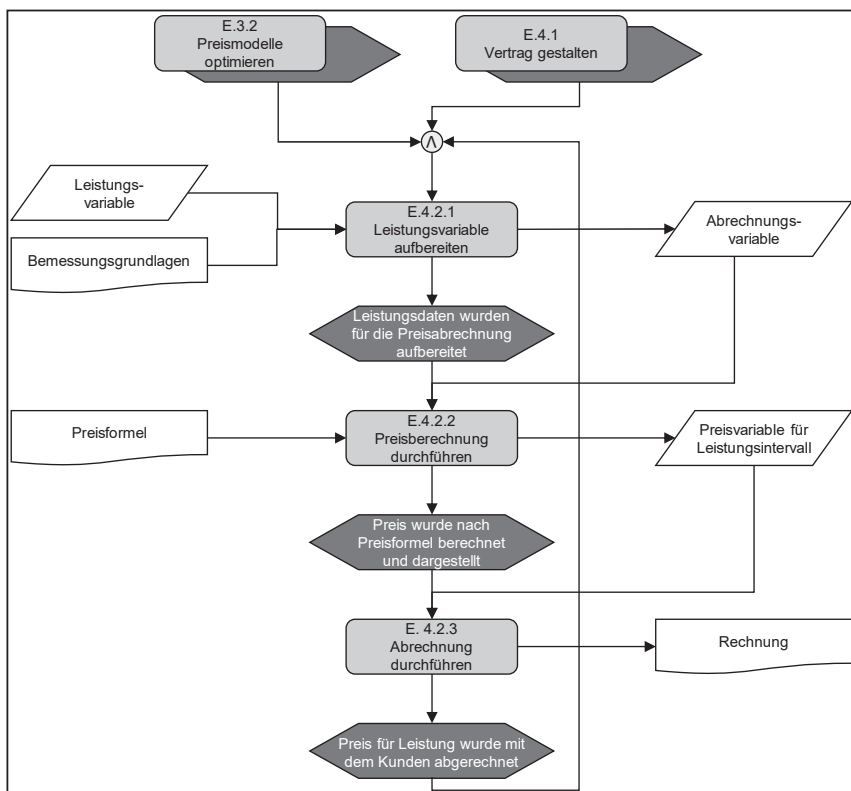 E.3.2
Preismodelle
optimieren
E.4.1
Vertrag gestalten
Λ
Leistungs-
variable
Bemessungsgrundlagen
E.4.2.1
Leistungsvariable
aufbereiten
Abrechnungs-
variable
Leistungsdaten wurden
für die Preisabrechnung
aufbereitet
Preisformel
E.4.2.2
Preisberechnung
durchführen
Preisvariable für
Leistungsintervall
Preis wurde nach
Preisformel berechnet
und dargestellt
E. 4.2.3
Abrechnung
durchführen
Rechnung
Preis für Leistung wurde mit
dem Kunden abgerechnet